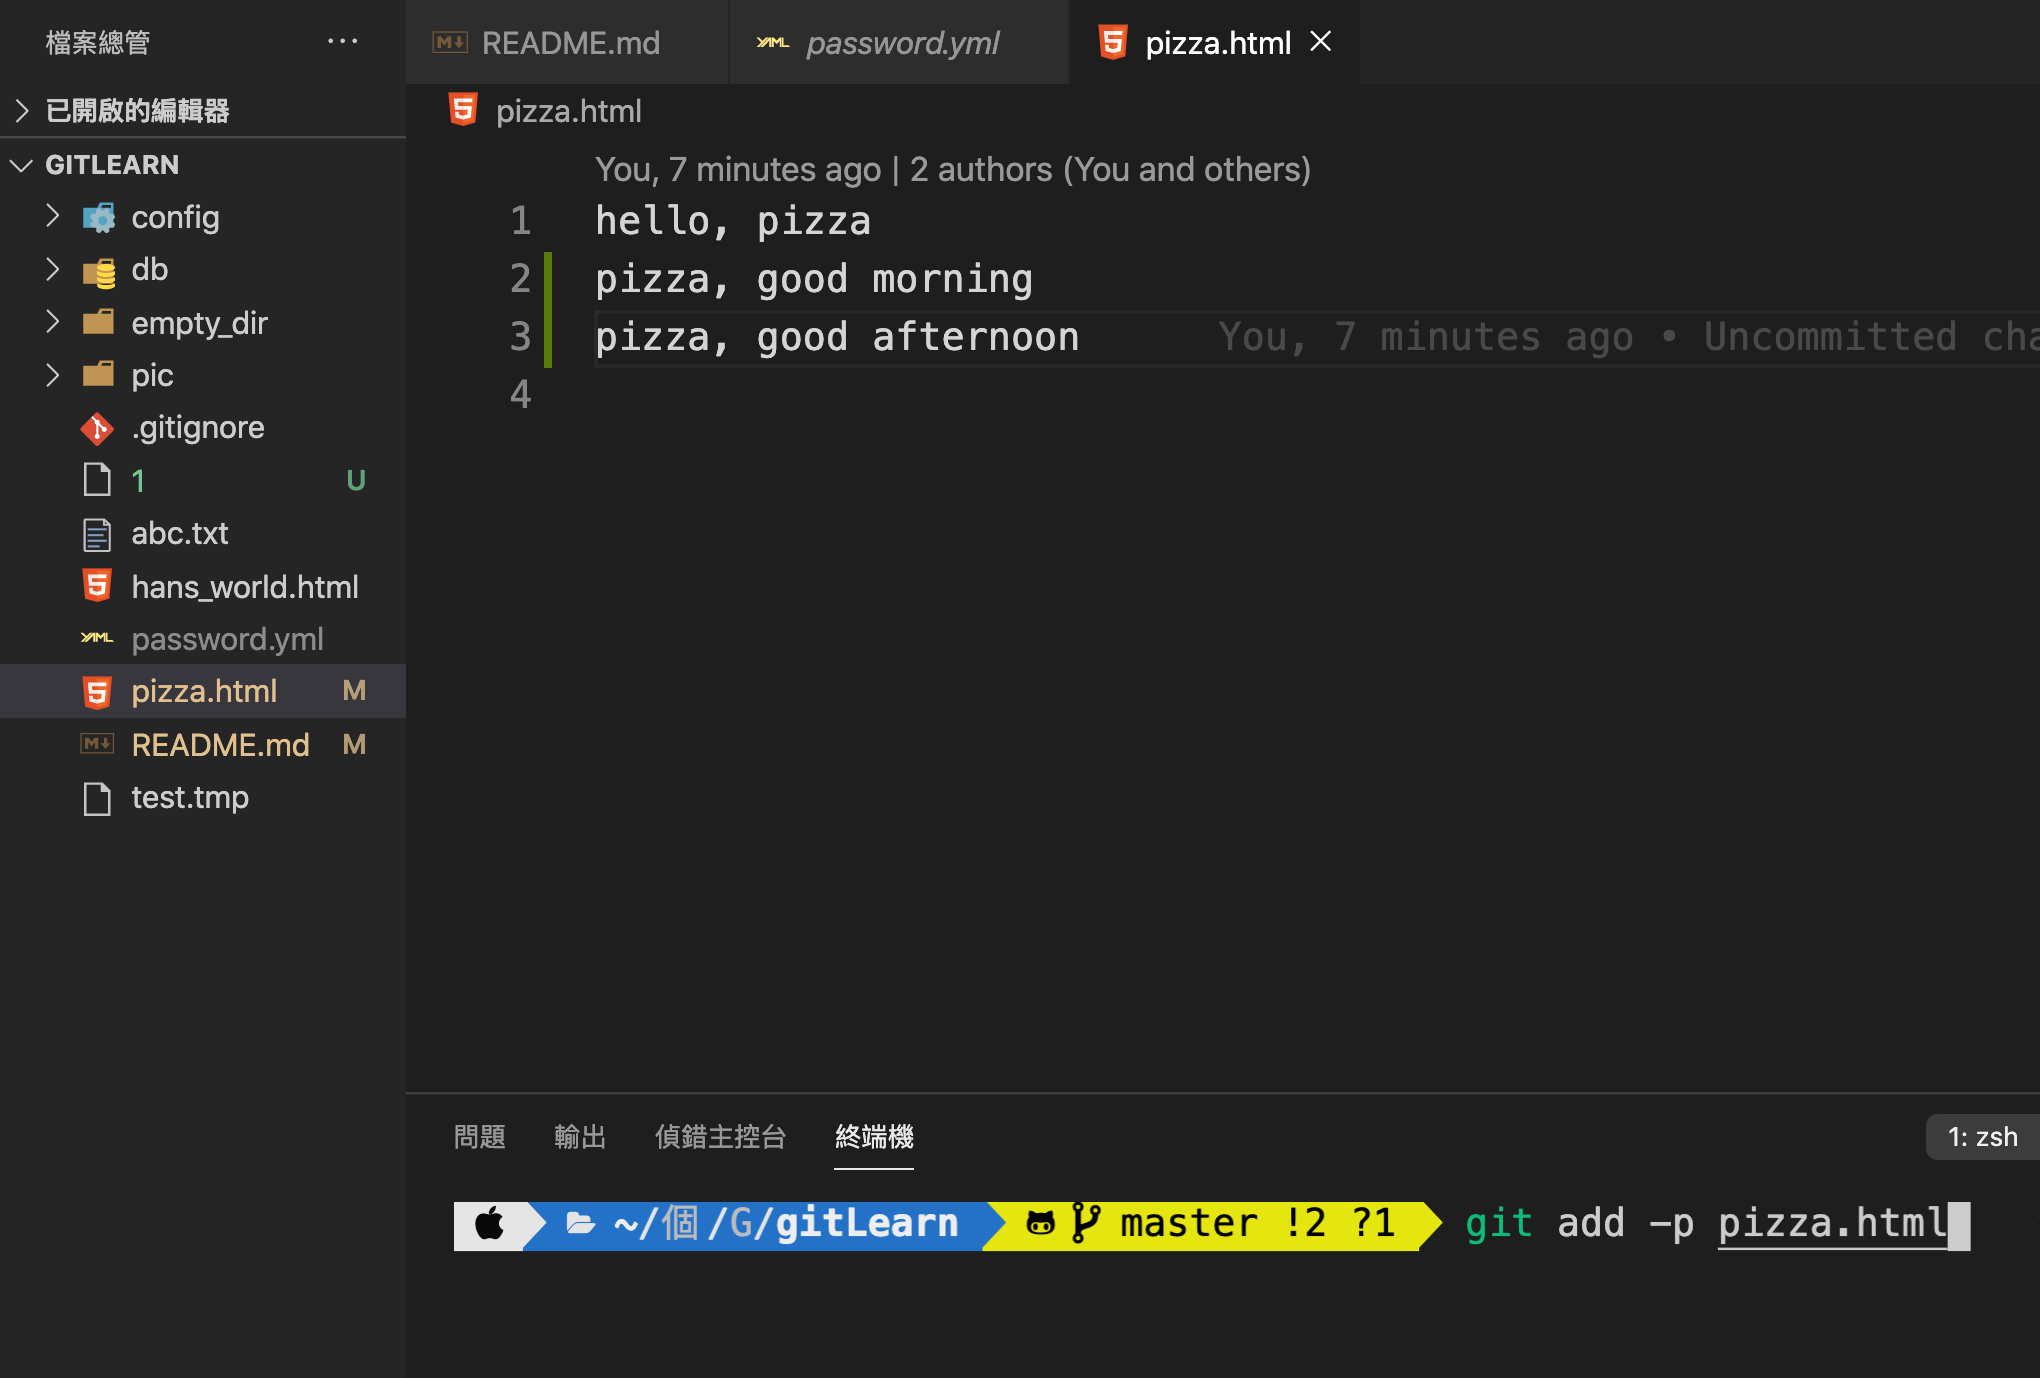 檔案總管 ···
已開啟的編輯器
GITLEARN
config
db
empty_dir
pic
.gitignore
1 U
abc.txt
hans_world.html
password.yml
pizza.html M
README.md M
test.tmp
README.md password.yml pizza.html
pizza.html
You, 7 minutes ago | 2 authors (You and others)
1 hello, pizza
2 pizza, good morning
3 pizza, good afternoon You, 7 minutes ago • Uncommitted cha
4
問題 輸出 偵錯主控台 終端機 1: zsh
~/個/G/gitLearn master !2 ?1 git add -p pizza.html